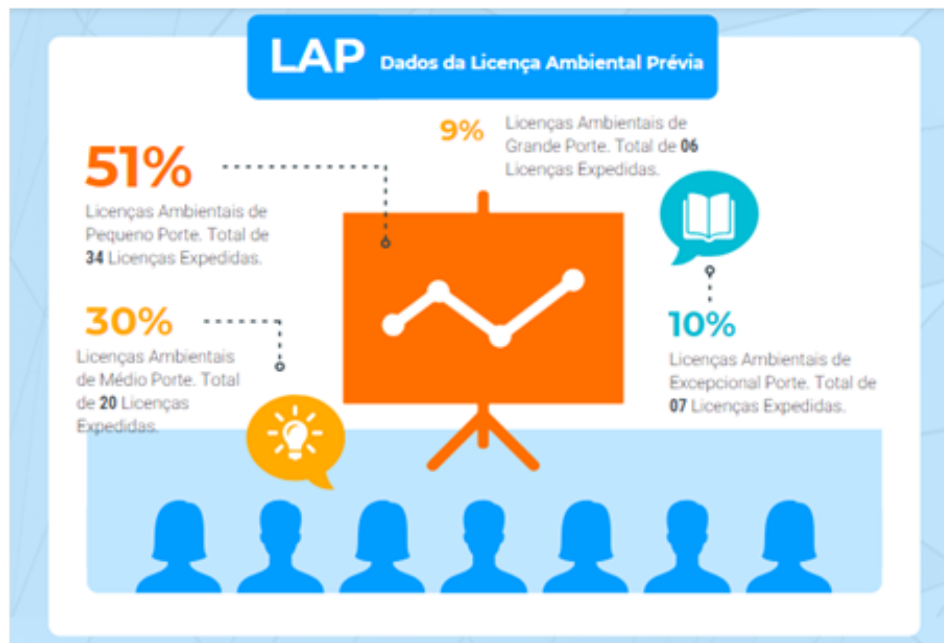 LAP Dados da Licença Ambiental Prévia
51%
Licenças Ambientais de
Pequeno Porte. Total de
34 Licenças Expedidas.
9%
Licenças Ambientais de
Grande Porte. Total de 06
Licenças Expedidas.
30%
Licenças Ambientais
de Médio Porte. Total
de 20 Licenças
Expedidas.
10%
Licenças Ambientais de
Excepcional Porte. Total de
07 Licenças Expedidas.